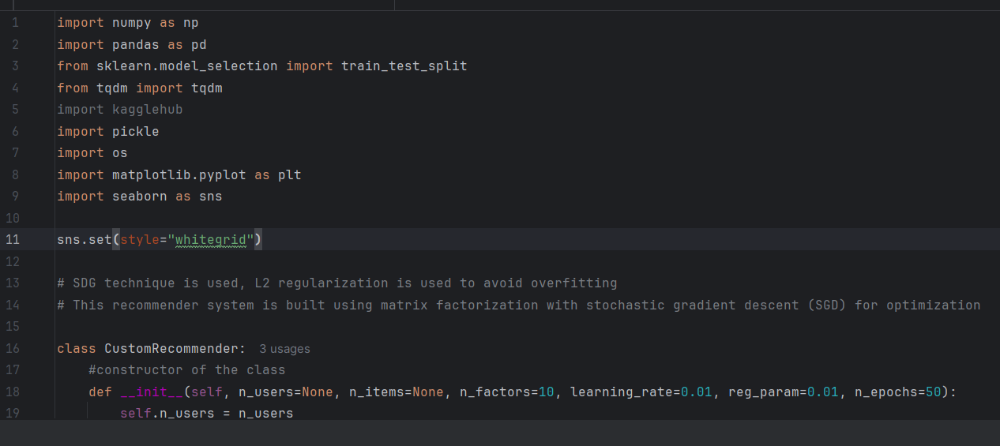 1 import numpy as np
2 import pandas as pd
3 from sklearn.model_selection import train_test_split
4 from tqdm import tqdm
5 import kagglehub
6 import pickle
7 import os
8 import matplotlib.pyplot as plt
9 import seaborn as sns
10
11 sns.set(style="whitegrid")
12
13 # SDG technique is used, L2 regularization is used to avoid overfitting
14 # This recommender system is built using matrix factorization with stochastic gradient descent (SGD) for optimization
15
16 class CustomRecommender: 3 usages
17     #constructor of the class
18     def __init__(self, n_users=None, n_items=None, n_factors=10, learning_rate=0.01, reg_param=0.01, n_epochs=50):
19         self.n_users = n_users